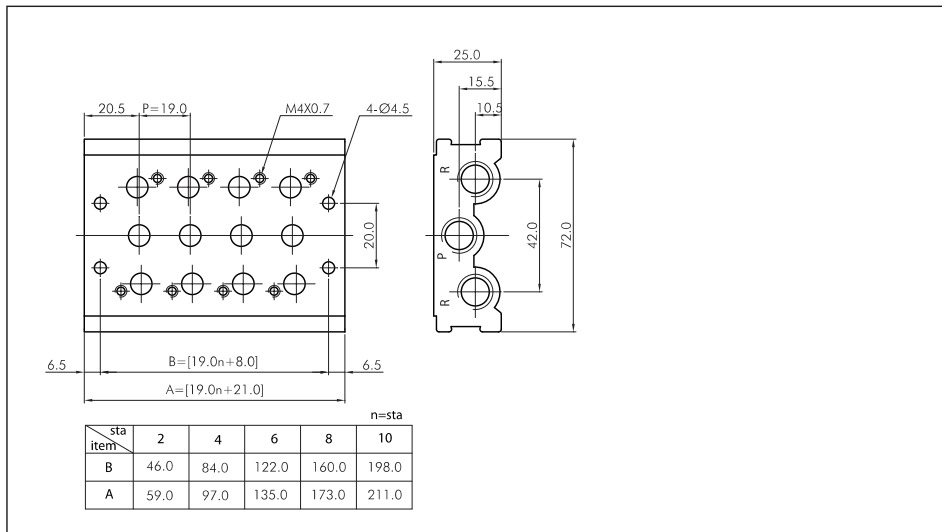 25.0
15.5
10.5
20.5 P=19.0 M4X0.7 4-Ø4.5
R
P
R
20.0
42.0
72.0
6.5 B=[19.0n+8.0] 6.5
A=[19.0n+21.0]
n=sta
sta
item 2 4 6 8 10
B 46.0 84.0 122.0 160.0 198.0
A 59.0 97.0 135.0 173.0 211.0